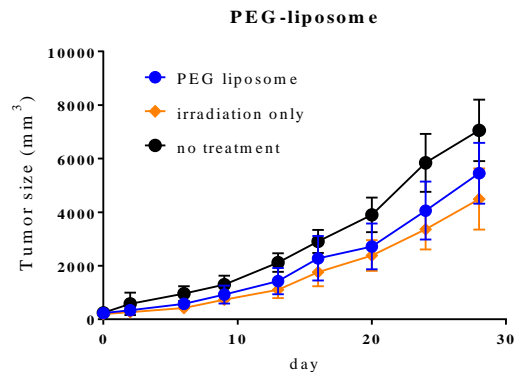 PEG-liposome
10000
8000
6000
4000
2000
0
Tumor size (mm³)
PEG liposome
irradiation only
no treatment
0 10 20 30
day